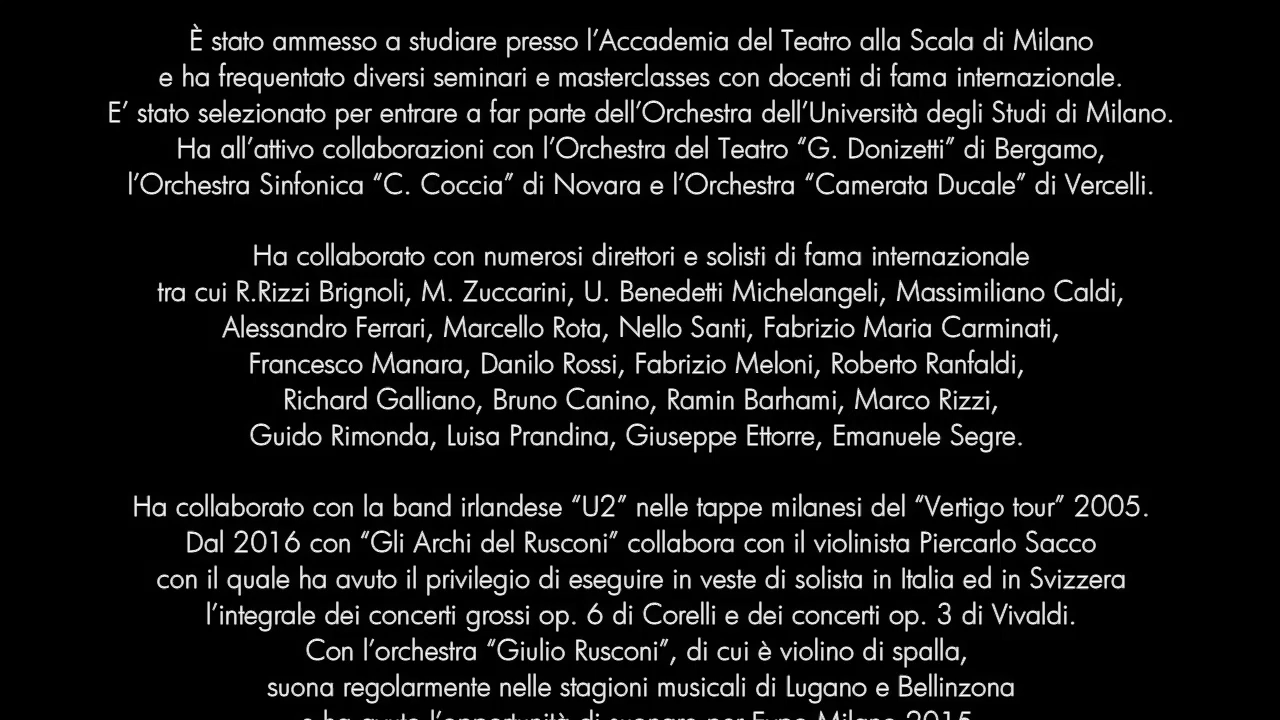 È stato ammesso a studiare presso l’Accademia del Teatro alla Scala di Milano
e ha frequentato diversi seminari e masterclasses con docenti di fama internazionale.
E’ stato selezionato per entrare a far parte dell’Orchestra dell’Università degli Studi di Milano.
Ha all’attivo collaborazioni con l’Orchestra del Teatro “G. Donizetti” di Bergamo,
l’Orchestra Sinfonica “C. Coccia” di Novara e l’Orchestra “Camerata Ducale” di Vercelli.
Ha collaborato con numerosi direttori e solisti di fama internazionale
tra cui R.Rizzi Brignoli, M. Zuccarini, U. Benedetti Michelangeli, Massimiliano Caldi,
Alessandro Ferrari, Marcello Rota, Nello Santi, Fabrizio Maria Carminati,
Francesco Manara, Danilo Rossi, Fabrizio Meloni, Roberto Ranfaldi,
Richard Galliano, Bruno Canino, Ramin Barhami, Marco Rizzi,
Guido Rimonda, Luisa Prandina, Giuseppe Ettorre, Emanuele Segre.
Ha collaborato con la band irlandese “U2” nelle tappe milanesi del “Vertigo tour” 2005.
Dal 2016 con “Gli Archi del Rusconi” collabora con il violinista Piercarlo Sacco
con il quale ha avuto il privilegio di eseguire in veste di solista in Italia ed in Svizzera
l’integrale dei concerti grossi op. 6 di Corelli e dei concerti op. 3 di Vivaldi.
Con l’orchestra “Giulio Rusconi”, di cui è violino di spalla,
suona regolarmente nelle stagioni musicali di Lugano e Bellinzona
e ha avuto l’opportunità di suonare per Expo Milano 2015